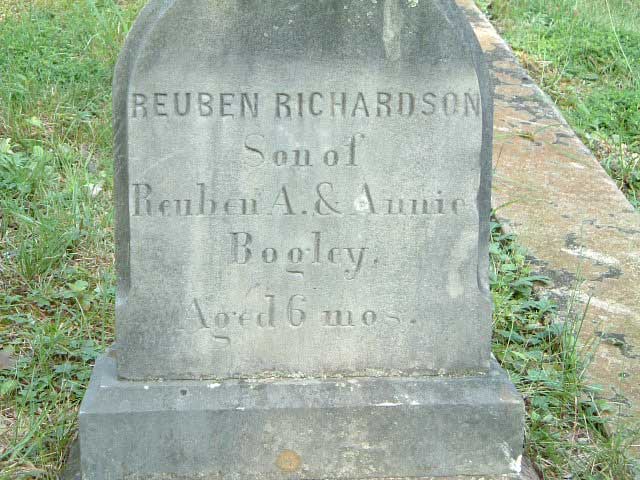 REUBEN RICHARDSON
Son of
Reuben A. & Annie
Bogley.
Aged 6 mos.